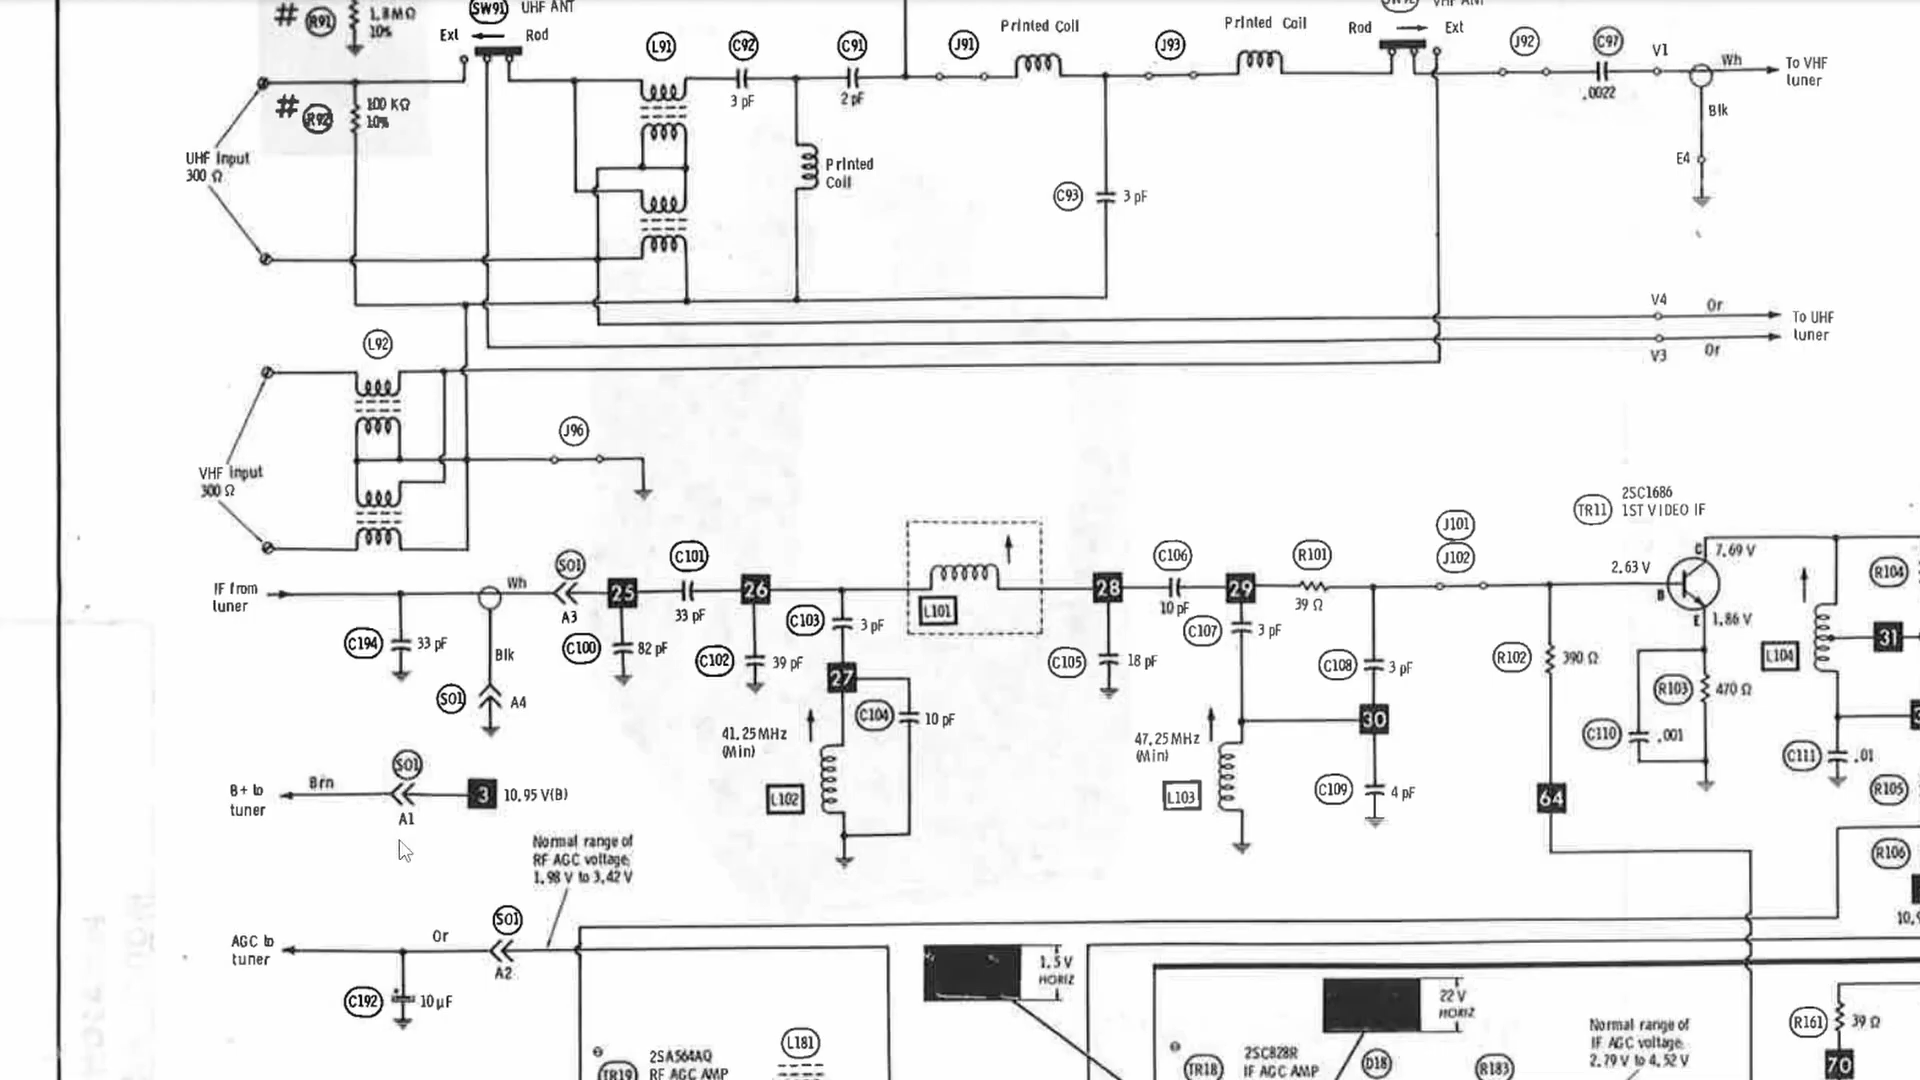 # R91 1.8MΩ
10%
SW91 UHF ANT
Ext Rod
L91
C92
3 pF
C91
2 pF
J91
Printed Coil
J93
Printed Coil
VHF ANT
Rod Ext
J92
C97
.0022
V1
Wh
To VHF
tuner
Blk
E4
# R92 100 KΩ
10%
UHF Input
300 Ω
Printed
Coil
C93 3 pF
V4 Or
To UHF
tuner
V3 Or
L92
VHF Input
300 Ω
J96
2SC1686
TR11 1ST VIDEO IF
IF from
tuner
Wh
SO1
A3
25
C101
33 pF
26
L101
28
C106
10 pF
29
R101
39 Ω
J101
J102
2.63 V
B
C
7.69 V
E
1.86 V
R104
C194 33 pF
Blk
SO1 A4
C100 82 pF
C102 39 pF
C103 3 pF
27
C104 10 pF
41.25MHz
(Min)
L102
C105 18 pF
C107 3 pF
47.25MHz
(Min)
L103
C108 3 pF
30
C109 4 pF
R102 390 Ω
64
R103 470 Ω
C110 .001
L104
31
C111 .01
R105
R106
B+ to
tuner
Brn
SO1
A1
3 10.95 V(B)
Normal range of
RF AGC voltage,
1.98 V to 3.42 V
AGC to
tuner
Or
SO1
A2
C192 10 µF
1.5 V
HORIZ
22 V
HORIZ
10.9
TR19
2SA564AQ
RF AGC AMP
L181
TR18
2SC828R
IF AGC AMP
D18
R183
Normal range of
IF AGC voltage,
2.79 V to 4.52 V
R161 39 Ω
70